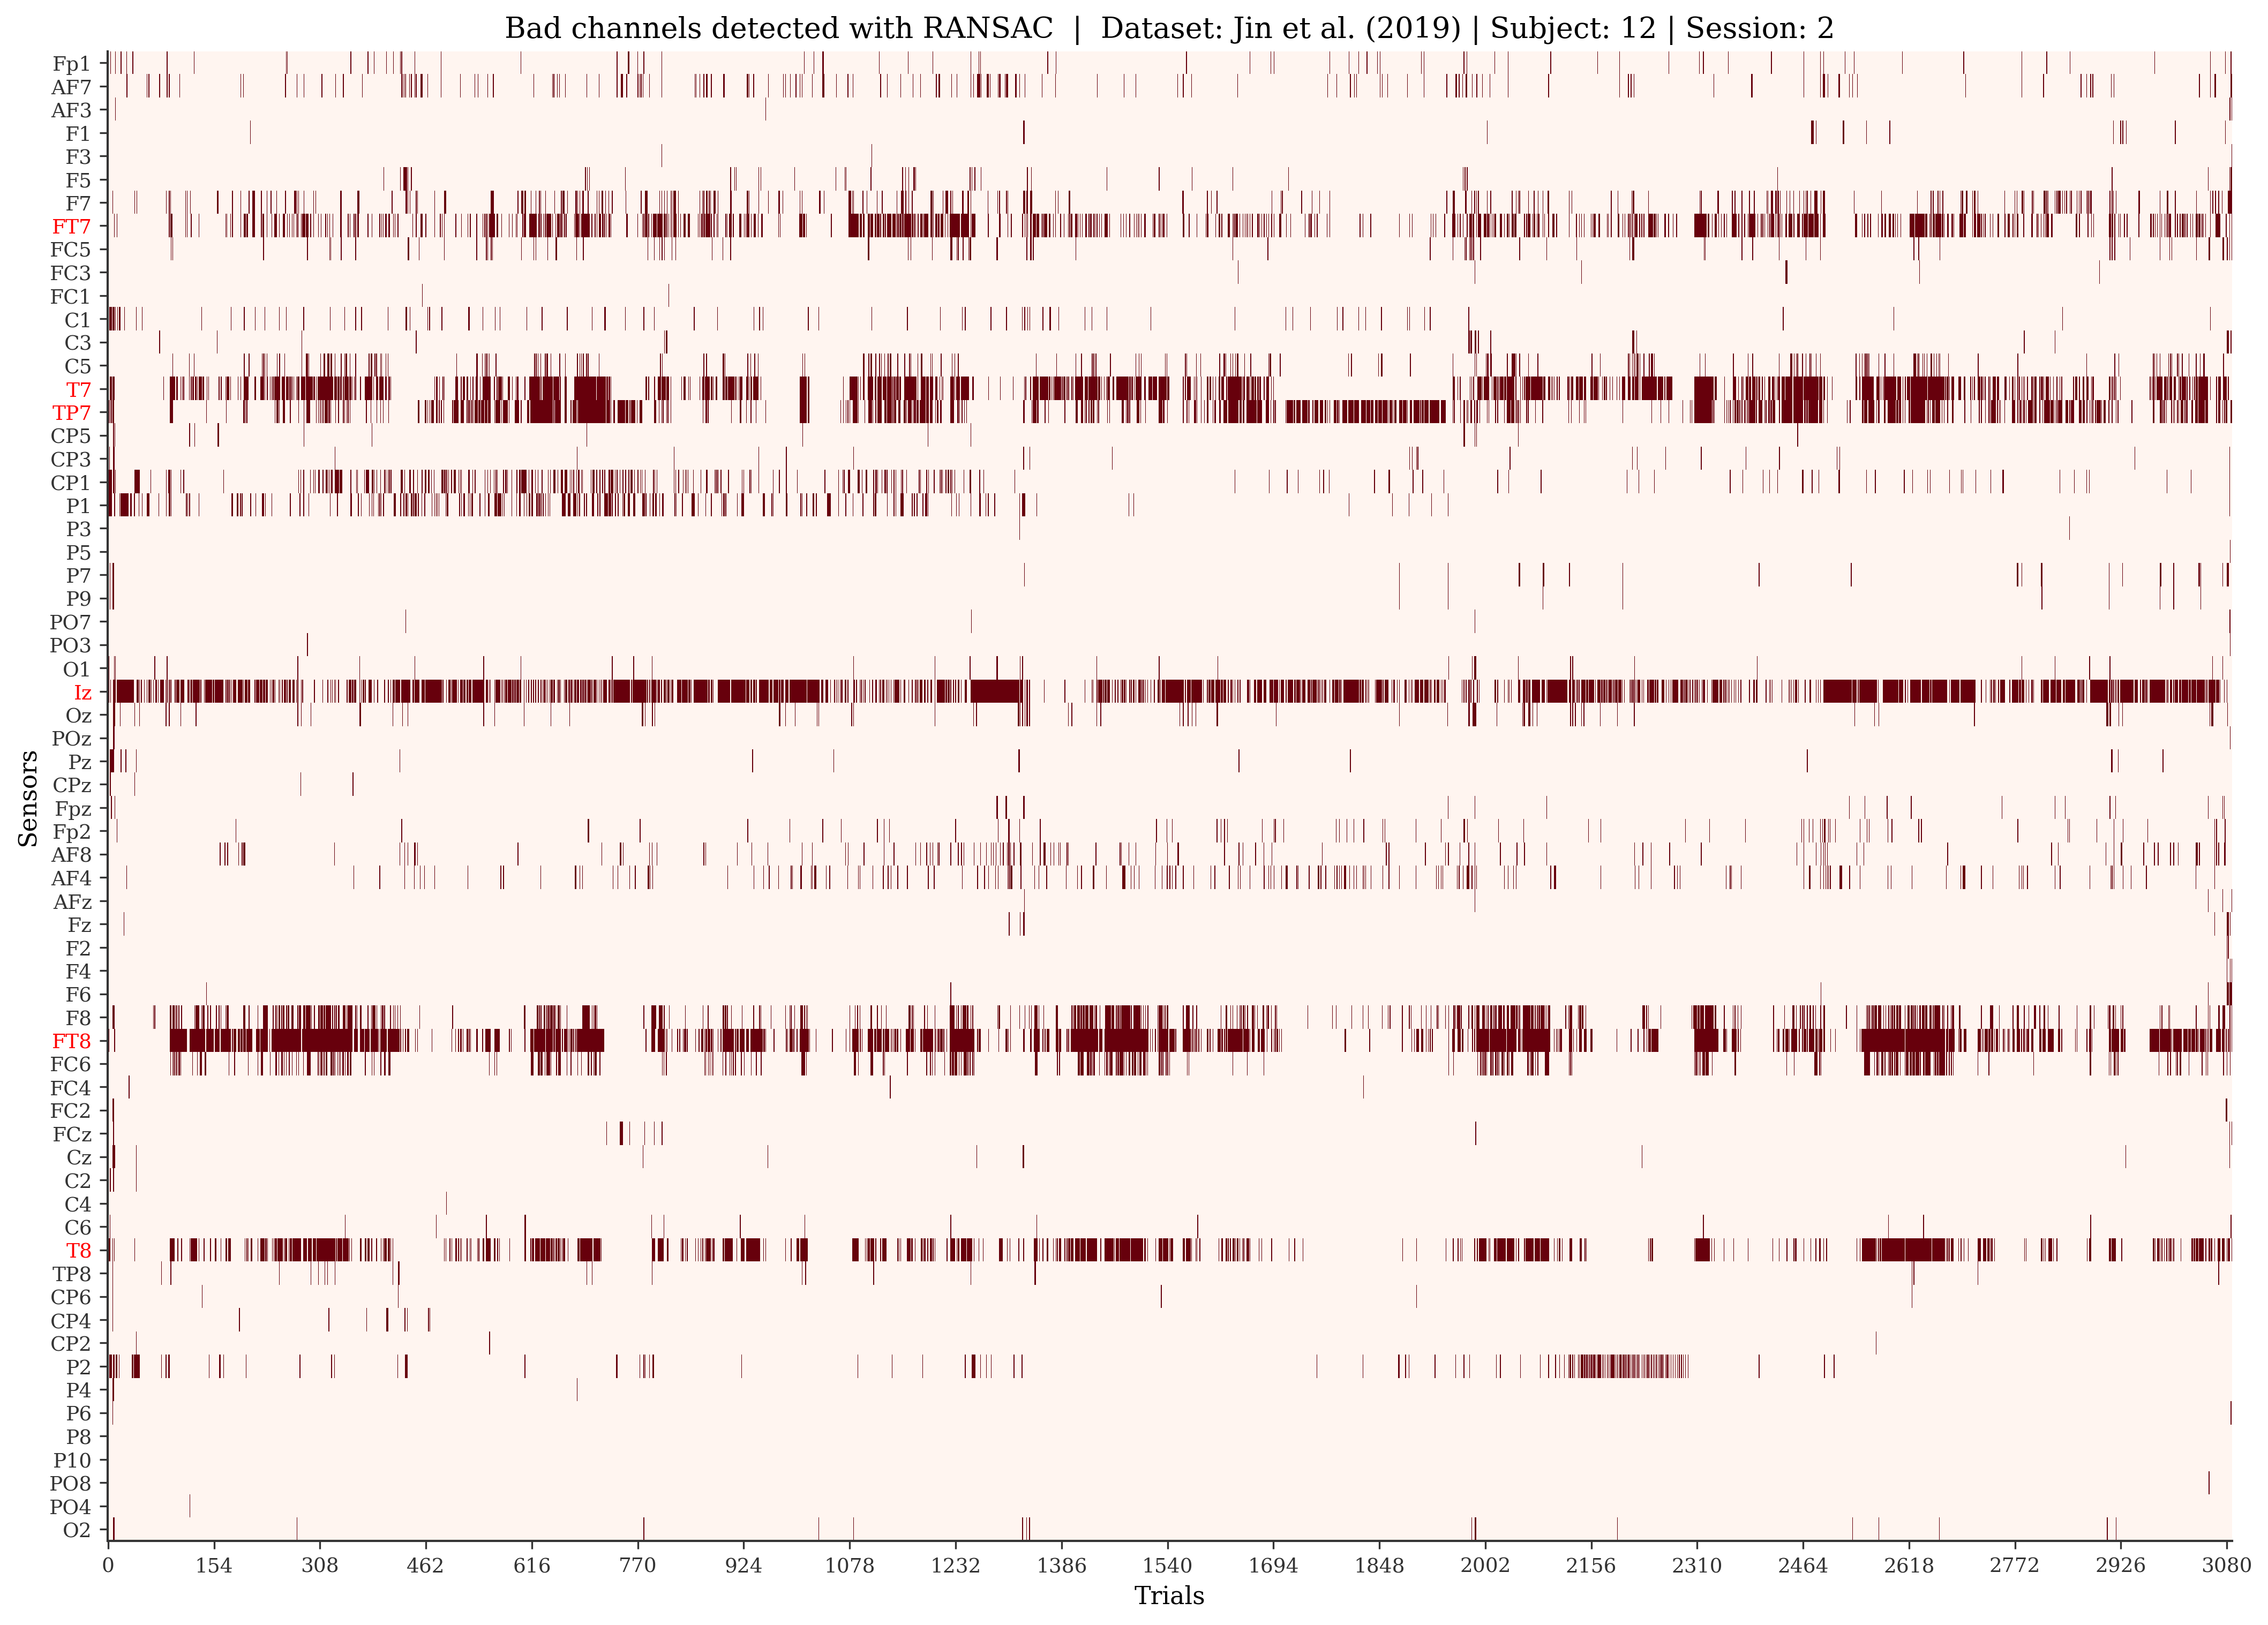 Bad channels detected with RANSAC | Dataset: Jin et al. (2019) | Subject: 12 | Session: 2
Sensors
Fp1
AF7
AF3
F1
F3
F5
F7
FT7
FC5
FC3
FC1
C1
C3
C5
T7
TP7
CP5
CP3
CP1
P1
P3
P5
P7
P9
PO7
PO3
O1
Iz
Oz
POz
Pz
CPz
Fpz
Fp2
AF8
AF4
AFz
Fz
F2
F4
F6
F8
FT8
FC6
FC4
FC2
FCz
Cz
C2
C4
C6
T8
TP8
CP6
CP4
CP2
P2
P4
P6
P8
P10
PO8
PO4
O2
0 154 308 462 616 770 924 1078 1232 1386 1540 1694 1848 2002 2156 2310 2464 2618 2772 2926 3080
Trials